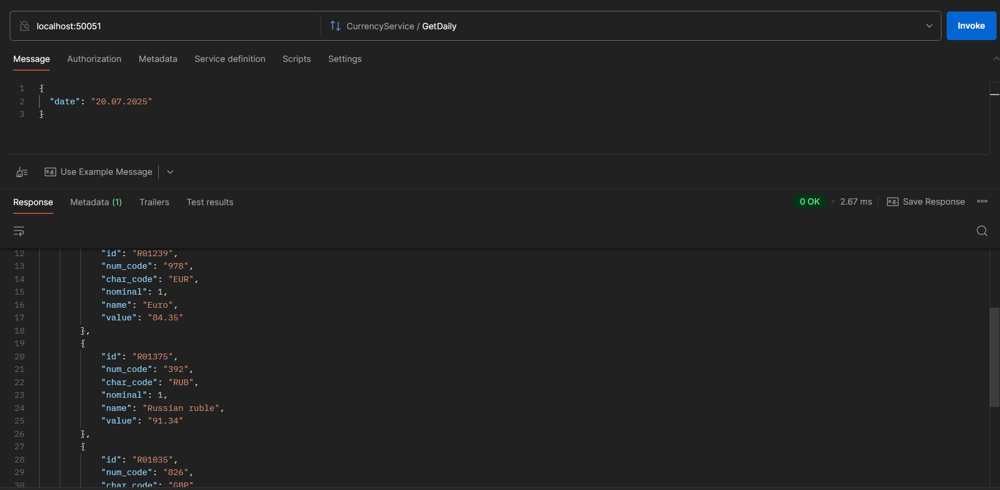 localhost:50051 CurrencyService / GetDaily Invoke
Message Authorization Metadata Service definition Scripts Settings
1 {
2 "date": "20.07.2025"
3 }
e.g. Use Example Message
Response Metadata (1) Trailers Test results 0 OK • 2.67 ms e.g. Save Response
12 "id": "R01239",
13 "num_code": "978",
14 "char_code": "EUR",
15 "nominal": 1,
16 "name": "Euro",
17 "value": "84.35"
18 },
19 {
20 "id": "R01375",
21 "num_code": "392",
22 "char_code": "RUB",
23 "nominal": 1,
24 "name": "Russian ruble",
25 "value": "91.34"
26 },
27 {
28 "id": "R01035",
29 "num_code": "826",
30 "char_code": "GBP"